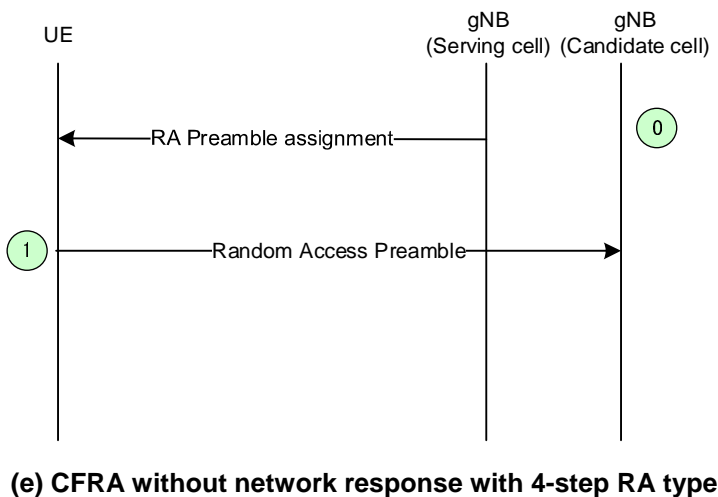 UE
gNB
(Serving cell)
gNB
(Candidate cell)
RA Preamble assignment
0
1
Random Access Preamble
(e) CFRA without network response with 4-step RA type